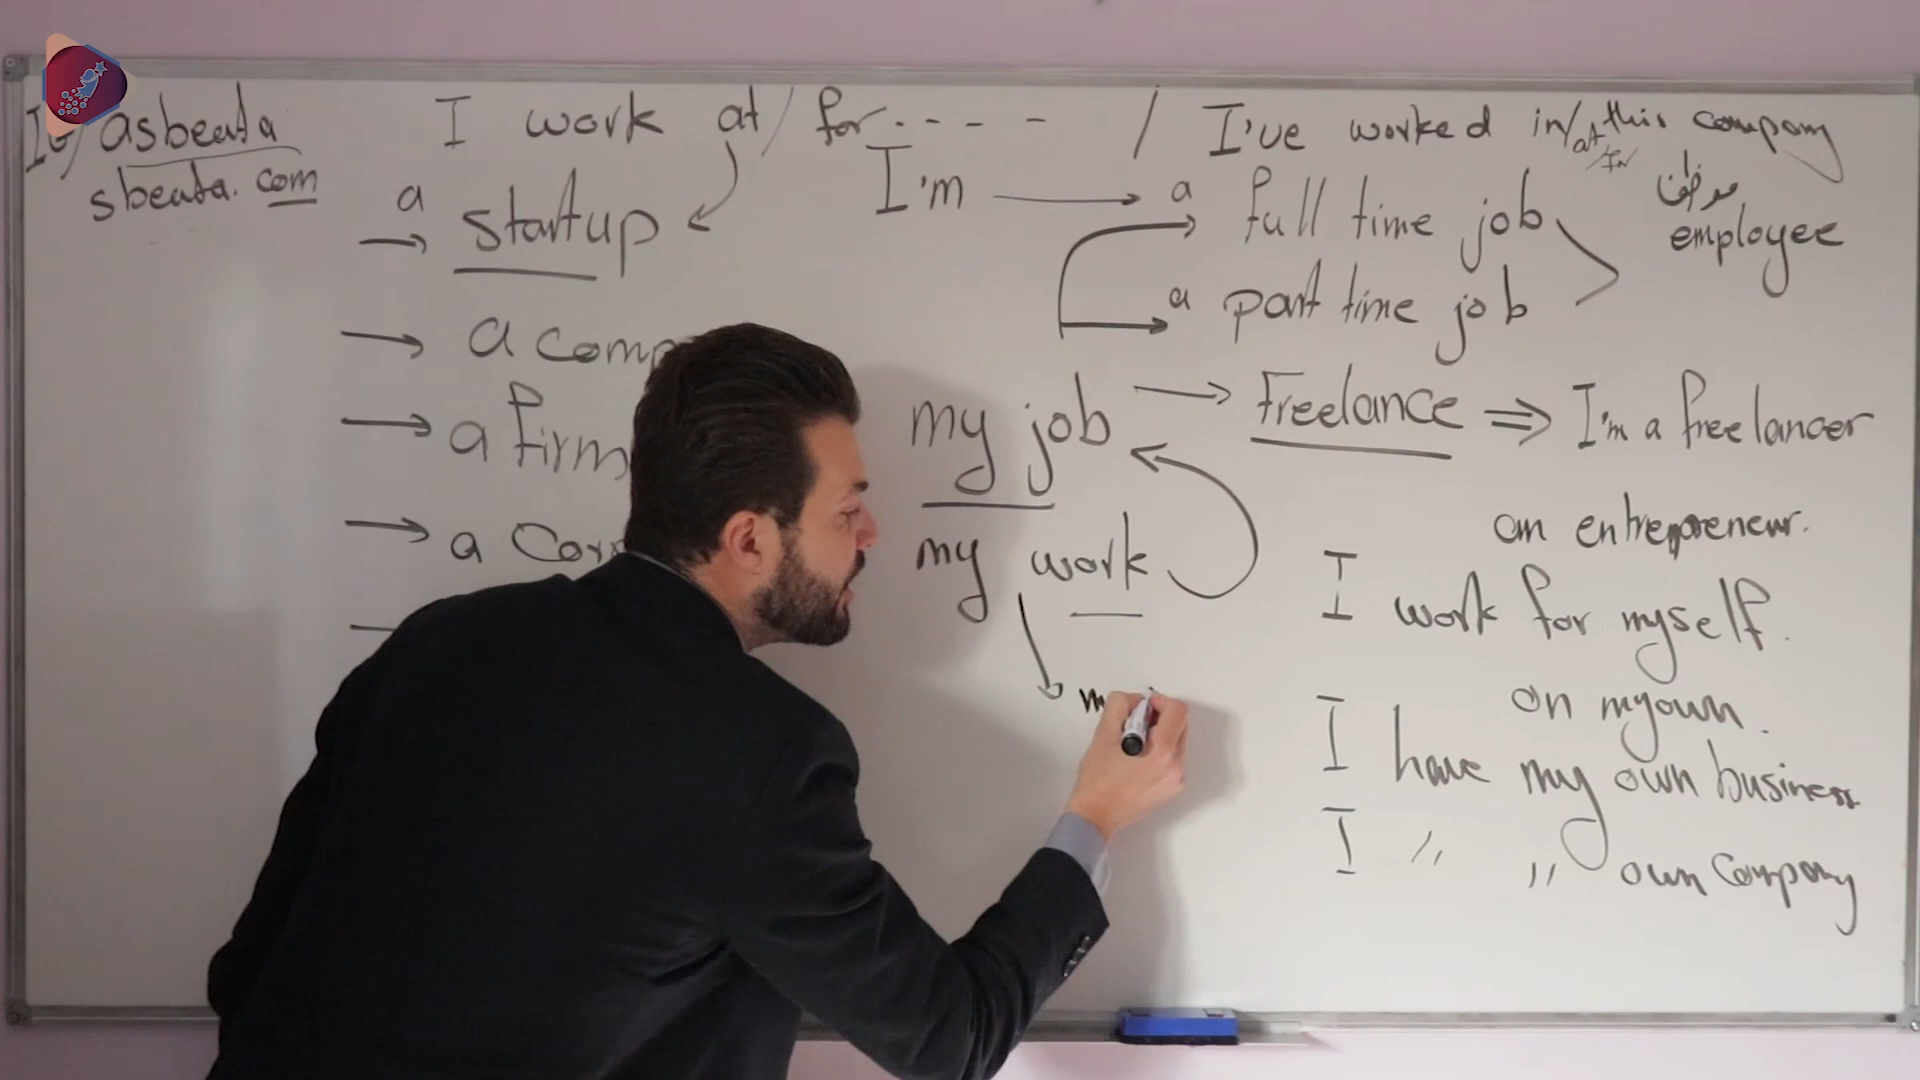 IG/ asbeata
sbeata.com
I work at / for ---- / I've worked in/at this company
IN
a startup
I'm
a full time job
موظف
employee
a part time job
a comp
a firm
my job
Freelance ⇒ I'm a freelancer
a Cor
my work
an entrepreneur.
I work for myself.
m
on my own.
I have my own business
I " " own Company